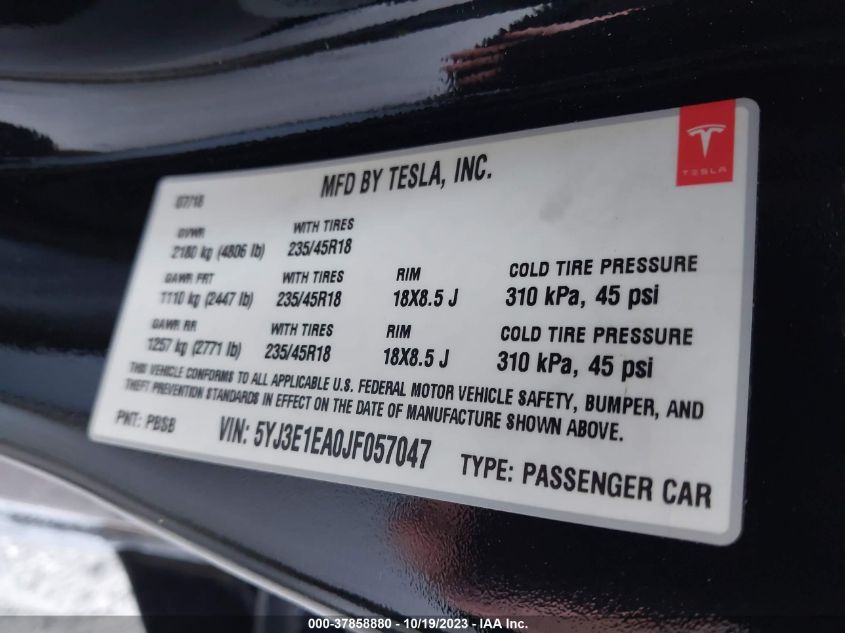 TESLA
MFD BY TESLA, INC.
07/18
GVWR WITH TIRES
2180 kg (4806 lb) 235/45R18
GAWR FRT WITH TIRES RIM COLD TIRE PRESSURE
1110 kg (2447 lb) 235/45R18 18X8.5 J 310 kPa, 45 psi
GAWR RR WITH TIRES RIM COLD TIRE PRESSURE
1257 kg (2771 lb) 235/45R18 18X8.5 J 310 kPa, 45 psi
THIS VEHICLE CONFORMS TO ALL APPLICABLE U.S. FEDERAL MOTOR VEHICLE SAFETY, BUMPER, AND
THEFT PREVENTION STANDARDS IN EFFECT ON THE DATE OF MANUFACTURE SHOWN ABOVE.
PNT: PBSB VIN: 5YJ3E1EA0JF057047 TYPE: PASSENGER CAR
000-37858880 - 10/19/2023 - IAA Inc.